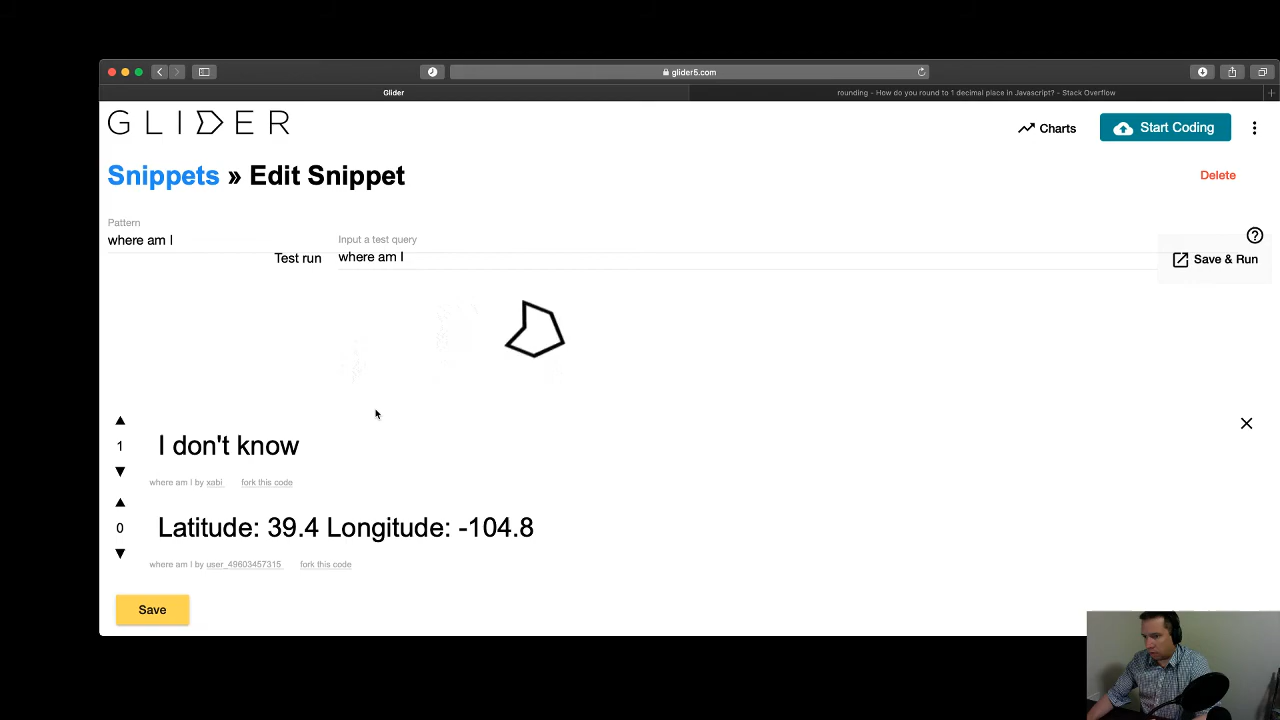 glider5.com
Glider
rounding - How do you round to 1 decimal place in Javascript? - Stack Overflow
GLIDER
Charts
Start Coding
Snippets » Edit Snippet
Delete
Pattern
where am I
Input a test query
Test run
where am I
Save & Run
I don't know
1
where am I by xabi
fork this code
Latitude: 39.4 Longitude: -104.8
0
where am I by user_49603457315
fork this code
Save